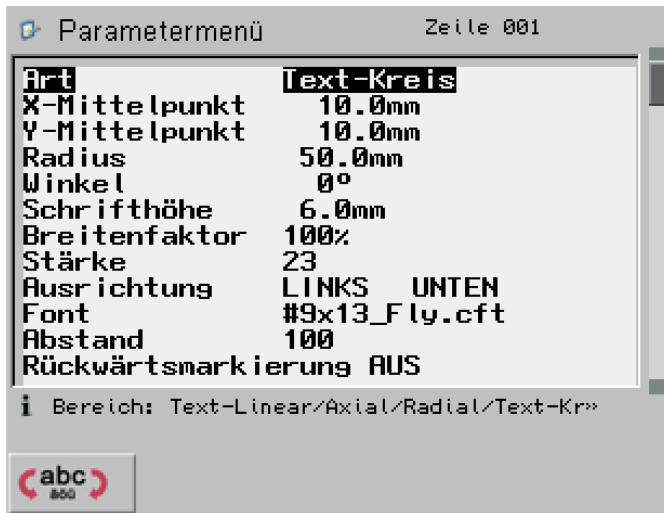 Parametermenü Zeile 001
Art Text-Kreis
X-Mittelpunkt 10.0mm
Y-Mittelpunkt 10.0mm
Radius 50.0mm
Winkel 0º
Schrifthöhe 6.0mm
Breitenfaktor 100%
Stärke 23
Ausrichtung LINKS UNTEN
Font #9x13_Fly.cft
Abstand 100
Rückwärtsmarkierung AUS
i Bereich: Text-Linear/Axial/Radial/Text-Kr»
abc